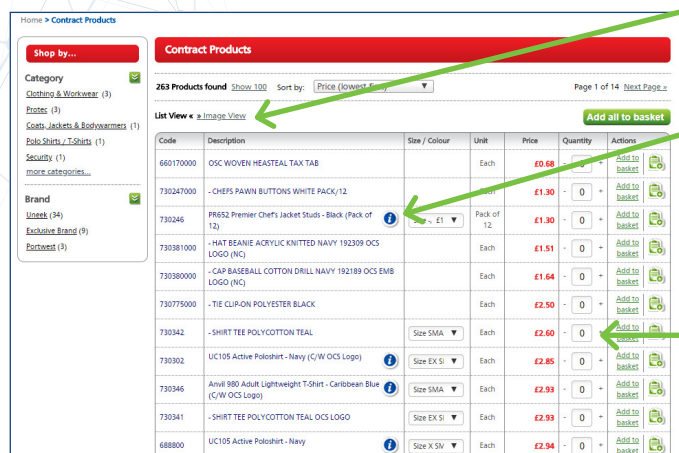 Home > Contract Products
Shop by...
Category
Clothing & Workwear (3)
Protec (3)
Coats, Jackets & Bodywarmers (1)
Polo Shirts / T-Shirts (1)
Security (1)
more categories...
Brand
Uneek (34)
Exclusive Brand (9)
Portwest (3)
Contract Products
263 Products found Show 100 Sort by: Price (lowest ▼ Page 1 of 14 Next Page »
List View « » Image View Add all to basket
Code Description Size / Colour Unit Price Quantity Actions
660170000 OSC WOVEN HEASTEAL TAX TAB Each £0.68 - + Add to
basket
730247000 - CHEFS PAWN BUTTONS WHITE PACK/12 £1.30 - 0 + Add to
basket
730246 PR652 Premier Chef's Jacket Studs - Black (Pack of
12) i £1 ▼ Pack of
12 £1.30 - 0 + Add to
basket
730381000 - HAT BEANIE ACRYLIC KNITTED NAVY 192309 OCS
LOGO (NC) Each £1.51 - 0 + Add to
basket
730380000 - CAP BASEBALL COTTON DRILL NAVY 192189 OCS EMB
LOGO (NC) Each £1.64 - 0 + Add to
basket
730775000 - TIE CLIP-ON POLYESTER BLACK Each £2.50 - 0 + Add to
basket
730342 - SHIRT TEE POLYCOTTON TEAL Size SMA ▼ Each £2.60 - 0 + Add to
basket
730302 UC105 Active Poloshirt - Navy (C/W OCS Logo) i Size EX Si ▼ Each £2.85 - 0 + Add to
basket
730346 Anvil 980 Adult Lightweight T-Shirt - Caribbean Blue
(C/W OCS Logo) i Size SMA ▼ Each £2.93 - 0 + Add to
basket
730341 - SHIRT TEE POLYCOTTON TEAL OCS LOGO Size EX Si ▼ Each £2.93 - 0 + Add to
basket
688800 UC105 Active Poloshirt - Navy i Size X SM ▼ Each £2.94 - 0 + Add to
basket